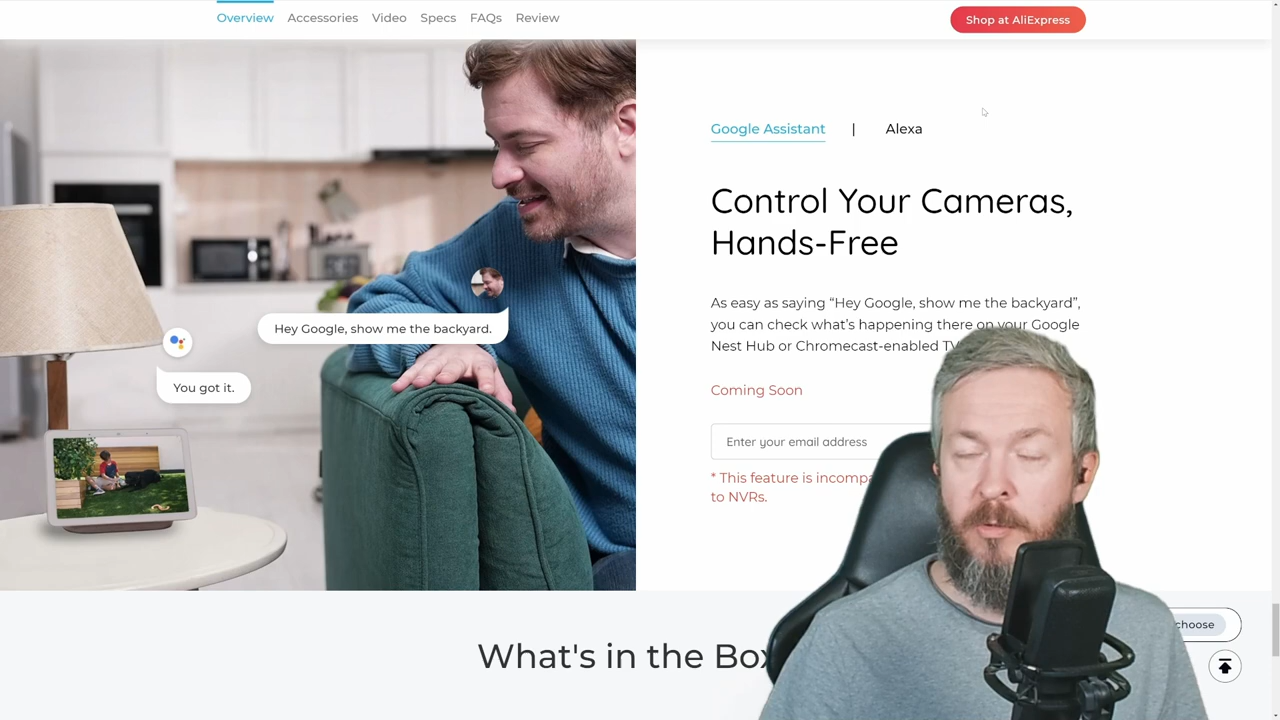 Overview Accessories Video Specs FAQs Review
Shop at AliExpress
Google Assistant | Alexa
Control Your Cameras,
Hands-Free
As easy as saying “Hey Google, show me the backyard”,
you can check what’s happening there on your Google
Nest Hub or Chromecast-enabled
Coming Soon
Enter your email address
* This feature is
to NVRs.
Hey Google, show me the backyard.
You got it.
What's in the Box
choose